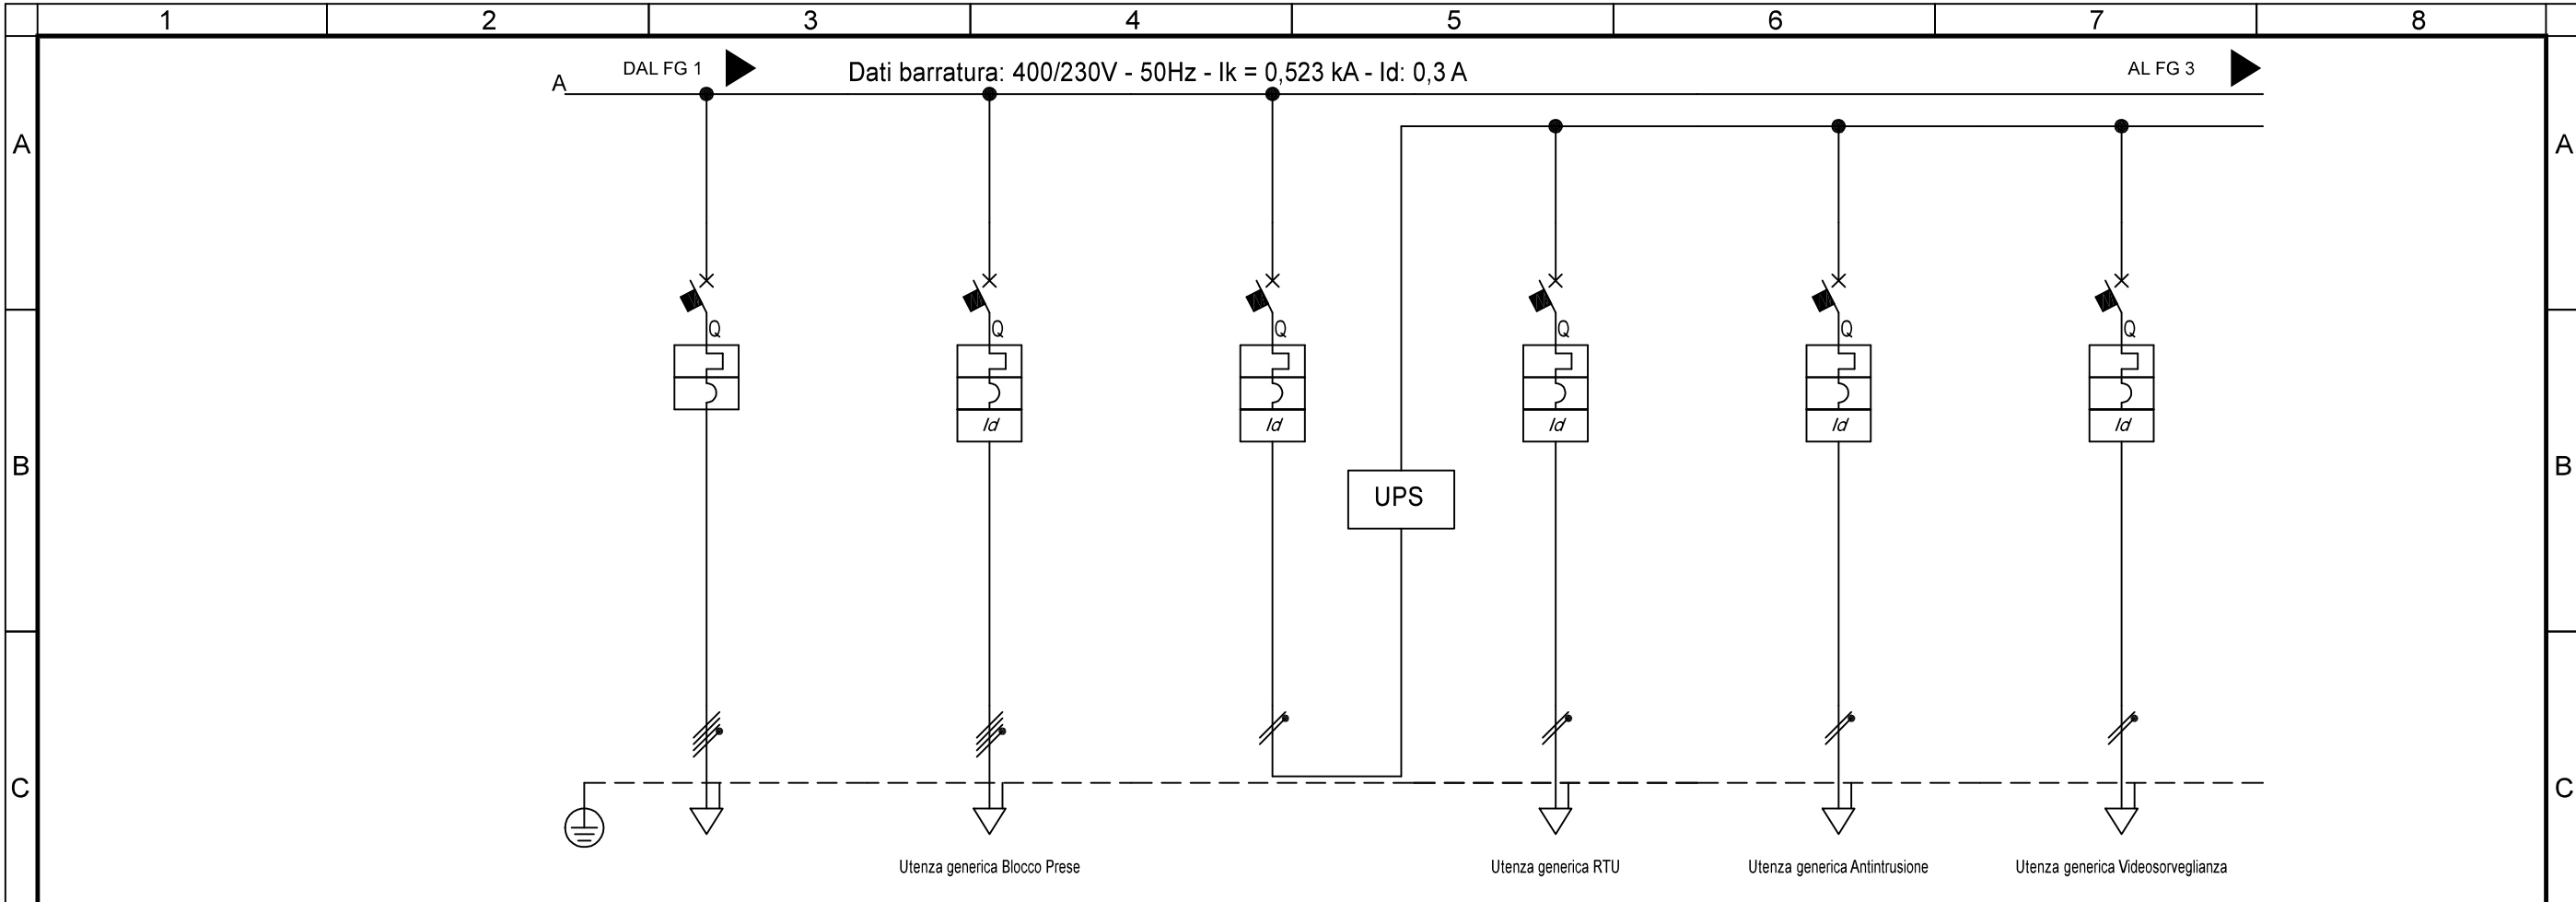 1 2 3 4 5 6 7 8
DAL FG 1 Dati barratura: 400/230V - 50Hz - Ik = 0,523 kA - Id: 0,3 A AL FG 3
A
A A
Q Q Q Q Q Q
Id Id Id Id Id
B B
UPS
C C
Utenza generica Blocco Prese Utenza generica RTU Utenza generica Antintrusione Utenza generica Videosorveglianza